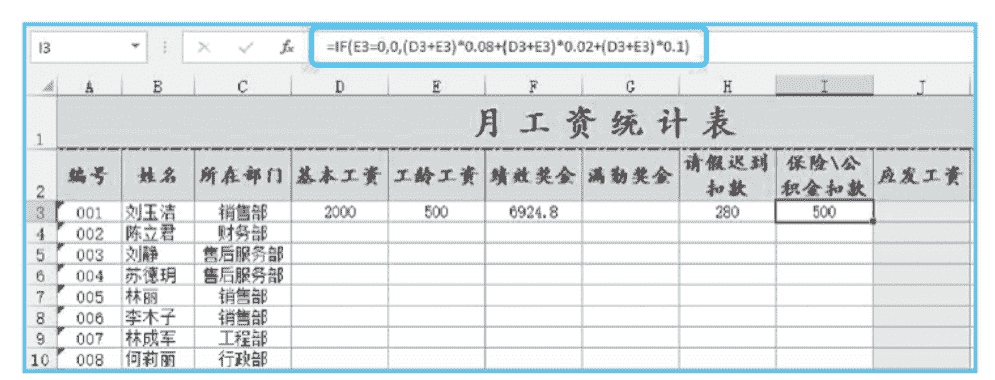 I3 =IF(E3=0,0,(D3+E3)*0.08+(D3+E3)*0.02+(D3+E3)*0.1)
A B C D E F G H I J
1 月工资统计表
2 编号 姓名 所在部门 基本工资 工龄工资 绩效奖金 满勤奖金 请假迟到扣款 保险\公积金扣款 应发工资
3 001 刘玉洁 销售部 2000 500 6924.8 280 500
4 002 陈立君 财务部
5 003 刘静 售后服务部
6 004 苏德玥 售后服务部
7 005 林丽 销售部
8 006 李木子 销售部
9 007 林成军 工程部
10 008 何莉丽 行政部